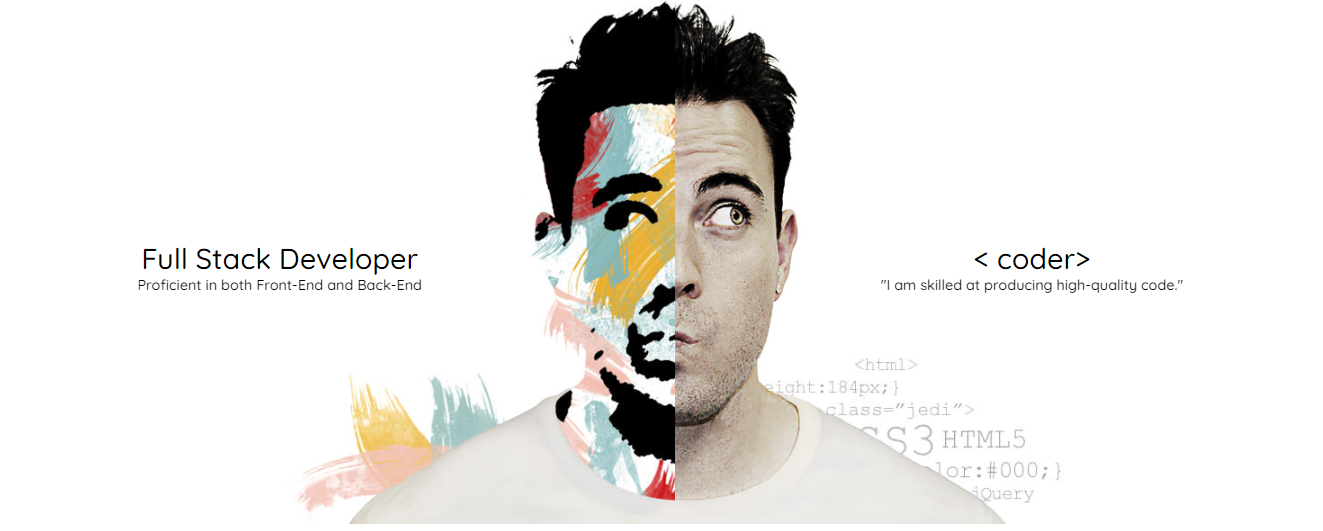 Full Stack Developer
Proficient in both Front-End and Back-End
< coder>
"I am skilled at producing high-quality code."
<html>
eight:184px;}
class=”jedi”>
SS3 HTML5
lor:#000;}
jQuery